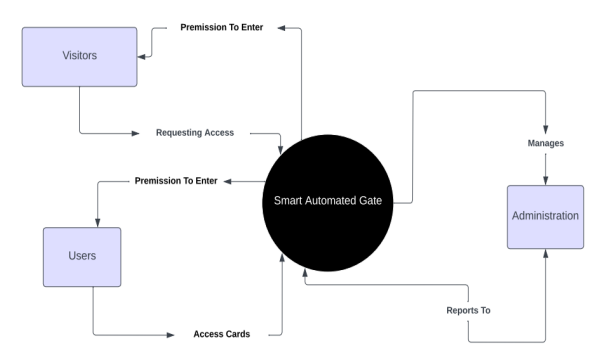 Premission To Enter
Visitors
Requesting Access
Manages
Premission To Enter
Smart Automated Gate
Administration
Users
Reports To
Access Cards